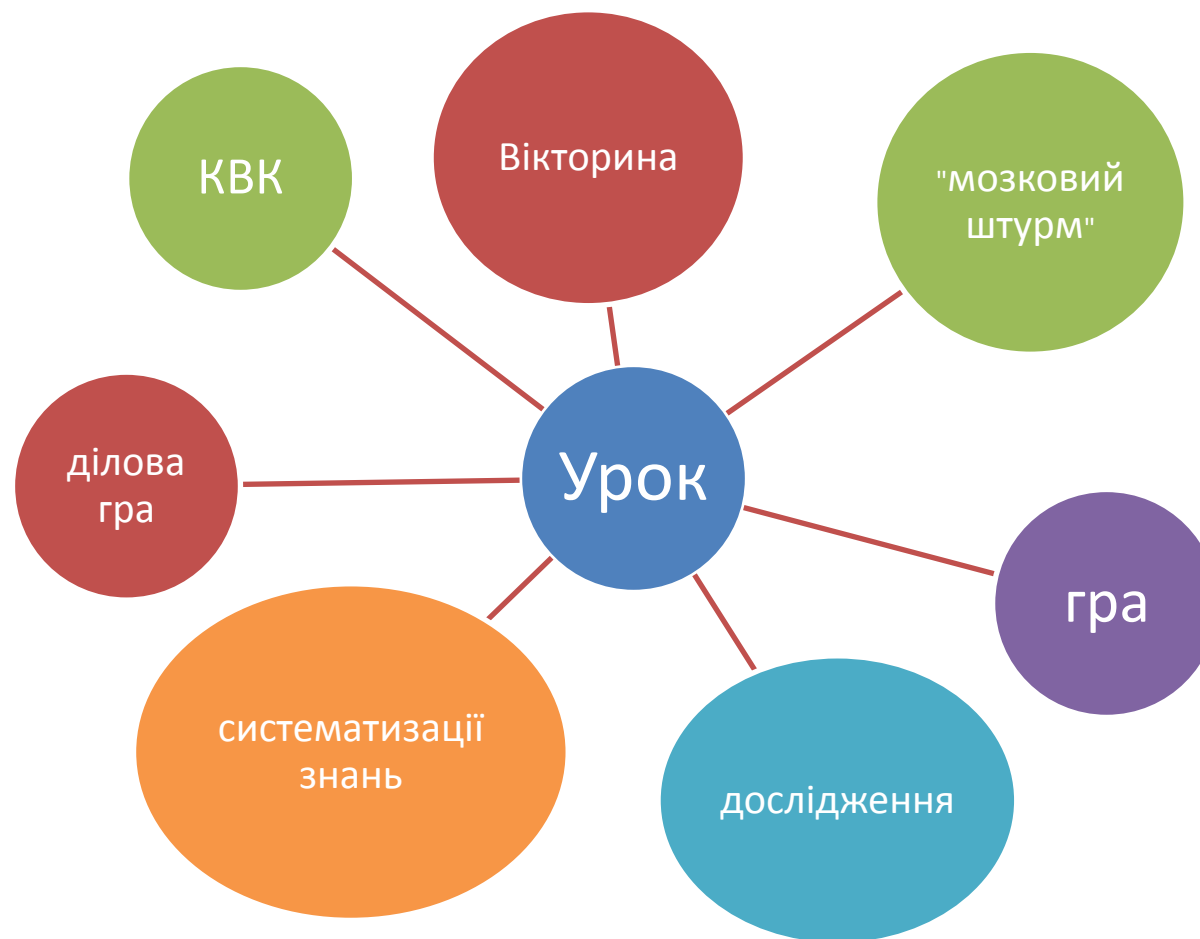 КВК
Вікторина
"мозковий
штурм"
ділова
гра
Урок
гра
систематизації
знань
дослідження